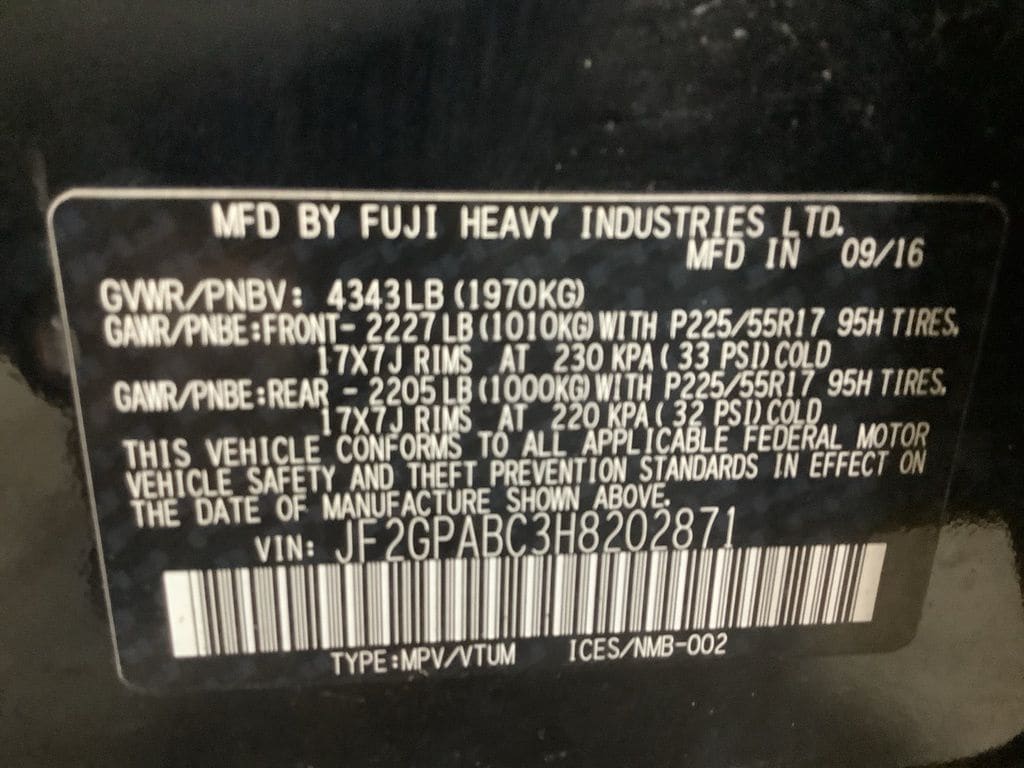 MFD BY FUJI HEAVY INDUSTRIES LTD.
MFD IN 09/16
GVWR/PNBV: 4343LB (1970KG)
GAWR/PNBE:FRONT- 2227LB (1010KG) WITH P225/55R17 95H TIRES,
17X7J RIMS AT 230 KPA (33 PSI) COLD
GAWR/PNBE:REAR - 2205LB (1000KG) WITH P225/55R17 95H TIRES,
17X7J RIMS AT 220 KPA (32 PSI) COLD
THIS VEHICLE CONFORMS TO ALL APPLICABLE FEDERAL MOTOR
VEHICLE SAFETY AND THEFT PREVENTION STANDARDS IN EFFECT ON
THE DATE OF MANUFACTURE SHOWN ABOVE.
VIN: JF2GPABC3H8202871
TYPE:MPV/VTUM ICES/NMB-002